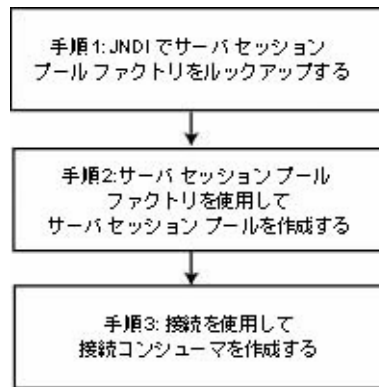 手順1: JNDI でサーバ セッション
プール ファクトリをルックアップする
手順2:サーバ セッション プール
ファクトリを使用して
サーバ セッション プールを作成する
手順3: 接続を使用して
接続コンシューマを作成する